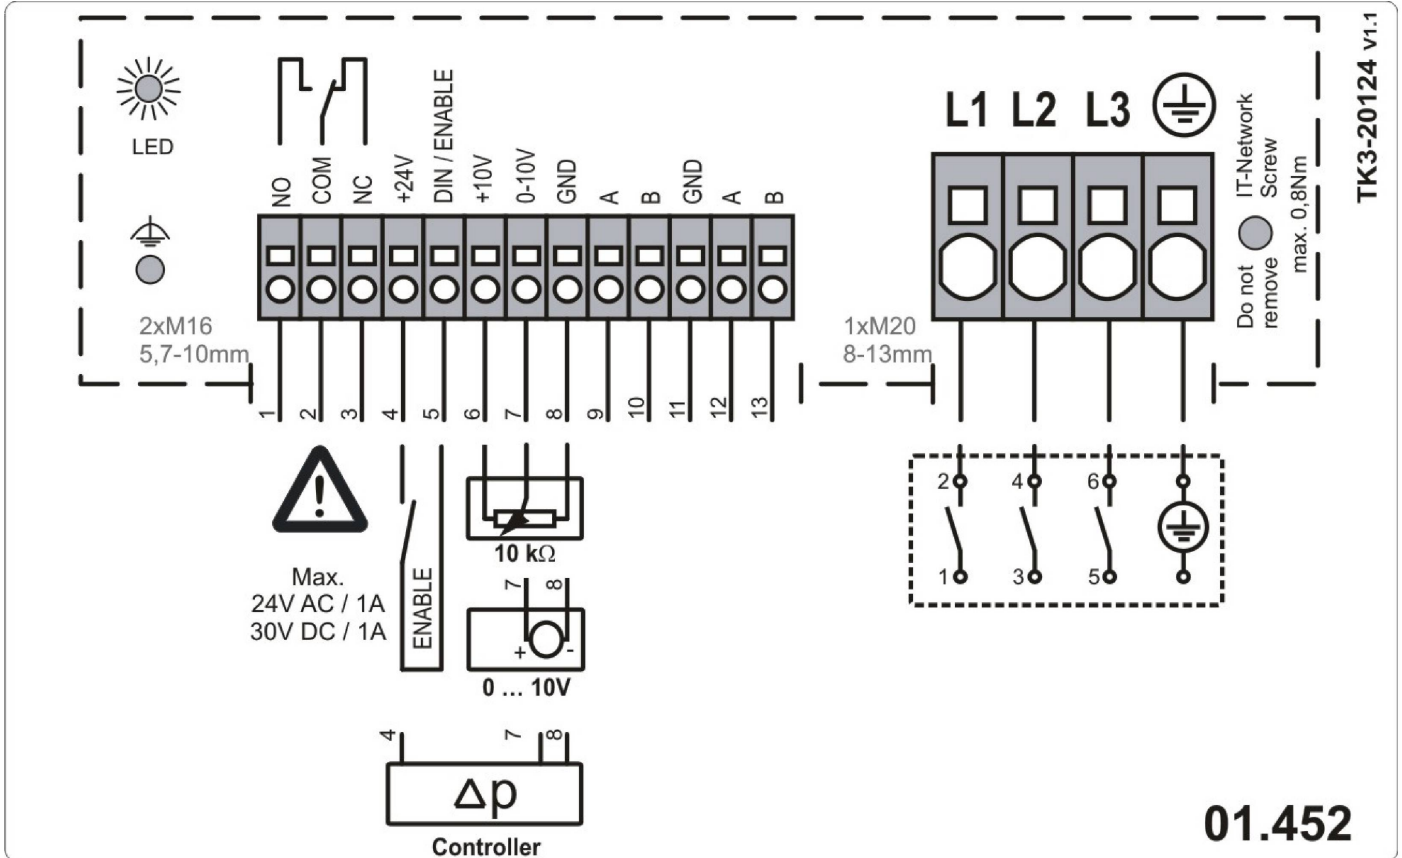 TK3-20124 V1.1
LED
NO
COM
NC
+24V
DIN / ENABLE
+10V
0-10V
GND
A
B
GND
A
B
L1 L2 L3
IT-Network
Screw
Do not
remove
max. 0,8Nm
2xM16
5,7-10mm
1xM20
8-13mm
1 2 3 4 5 6 7 8 9 10 11 12 13
!
Max.
24V AC / 1A
30V DC / 1A
ENABLE
10 kΩ
7 8
+ -
0 ... 10V
4 7 8
Δp
Controller
2 4 6
1 3 5
01.452